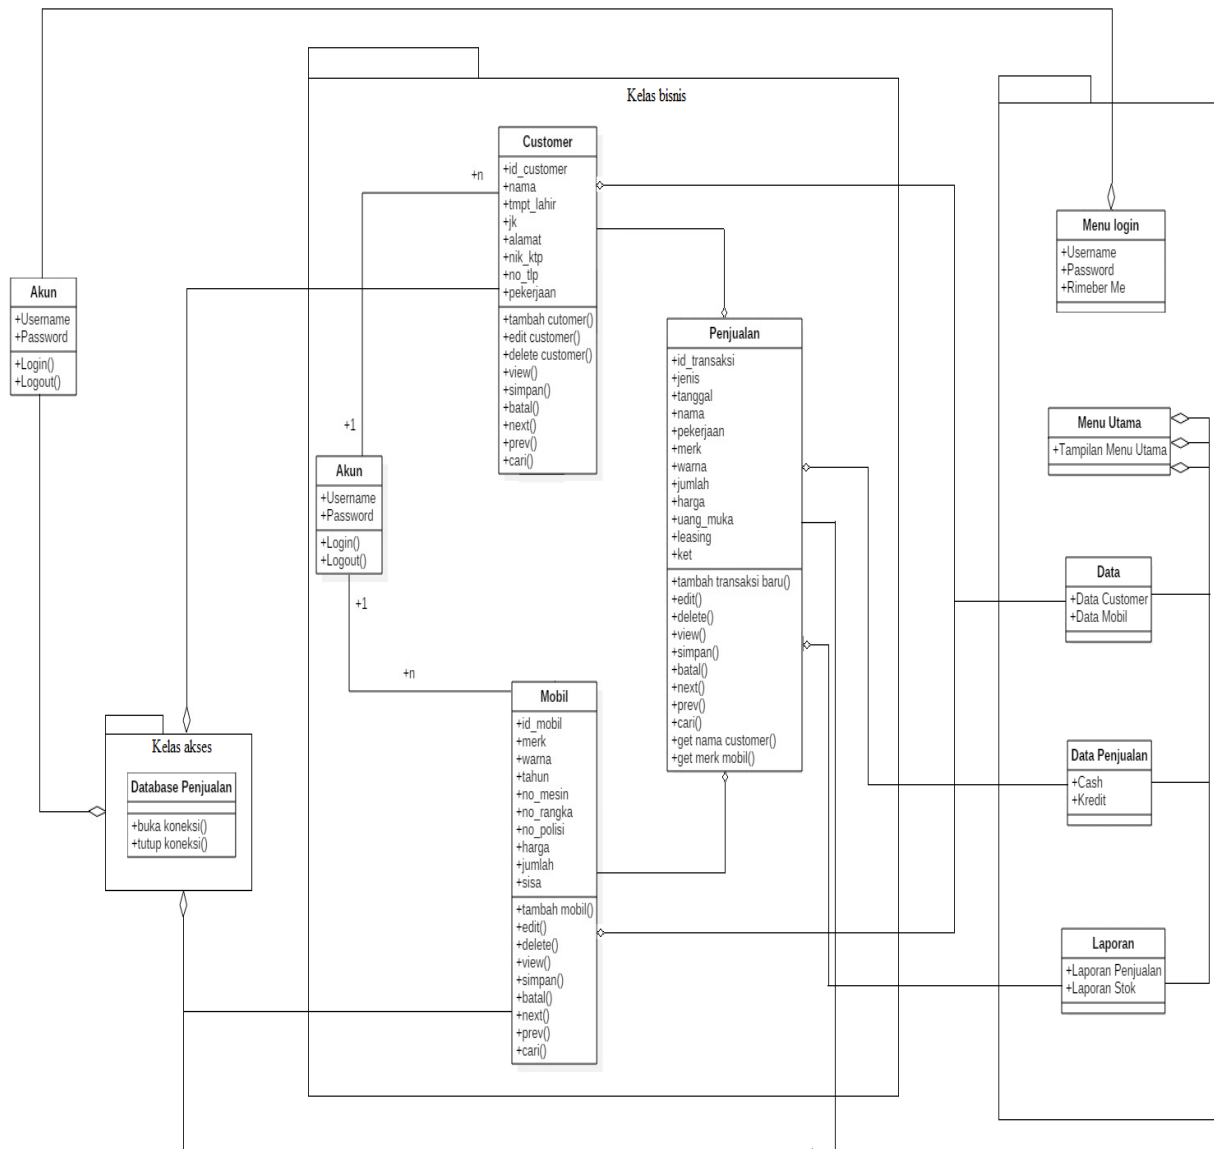 Kelas bisnis
Customer
+id_customer
+nama
+tmpt_lahir
+jk
+alamat
+nik_ktp
+no_tlp
+pekerjaan
+tambah cutomer()
+edit customer()
+delete customer()
+view()
+simpan()
+batal()
+next()
+prev()
+cari()
+n
+1
Akun
+Username
+Password
+Login()
+Logout()
Akun
+Username
+Password
+Login()
+Logout()
+1
+n
Mobil
+id_mobil
+merk
+warna
+tahun
+no_mesin
+no_rangka
+no_polisi
+harga
+jumlah
+sisa
+tambah mobil()
+edit()
+delete()
+view()
+simpan()
+batal()
+next()
+prev()
+cari()
Penjualan
+id_transaksi
+jenis
+tanggal
+nama
+pekerjaan
+merk
+warna
+jumlah
+harga
+uang_muka
+leasing
+ket
+tambah transaksi baru()
+edit()
+delete()
+view()
+simpan()
+batal()
+next()
+prev()
+cari()
+get nama customer()
+get merk mobil()
Kelas akses
Database Penjualan
+buka koneksi()
+tutup koneksi()
Menu login
+Username
+Password
+Rimeber Me
Menu Utama
+Tampilan Menu Utama
Data
+Data Customer
+Data Mobil
Data Penjualan
+Cash
+Kredit
Laporan
+Laporan Penjualan
+Laporan Stok